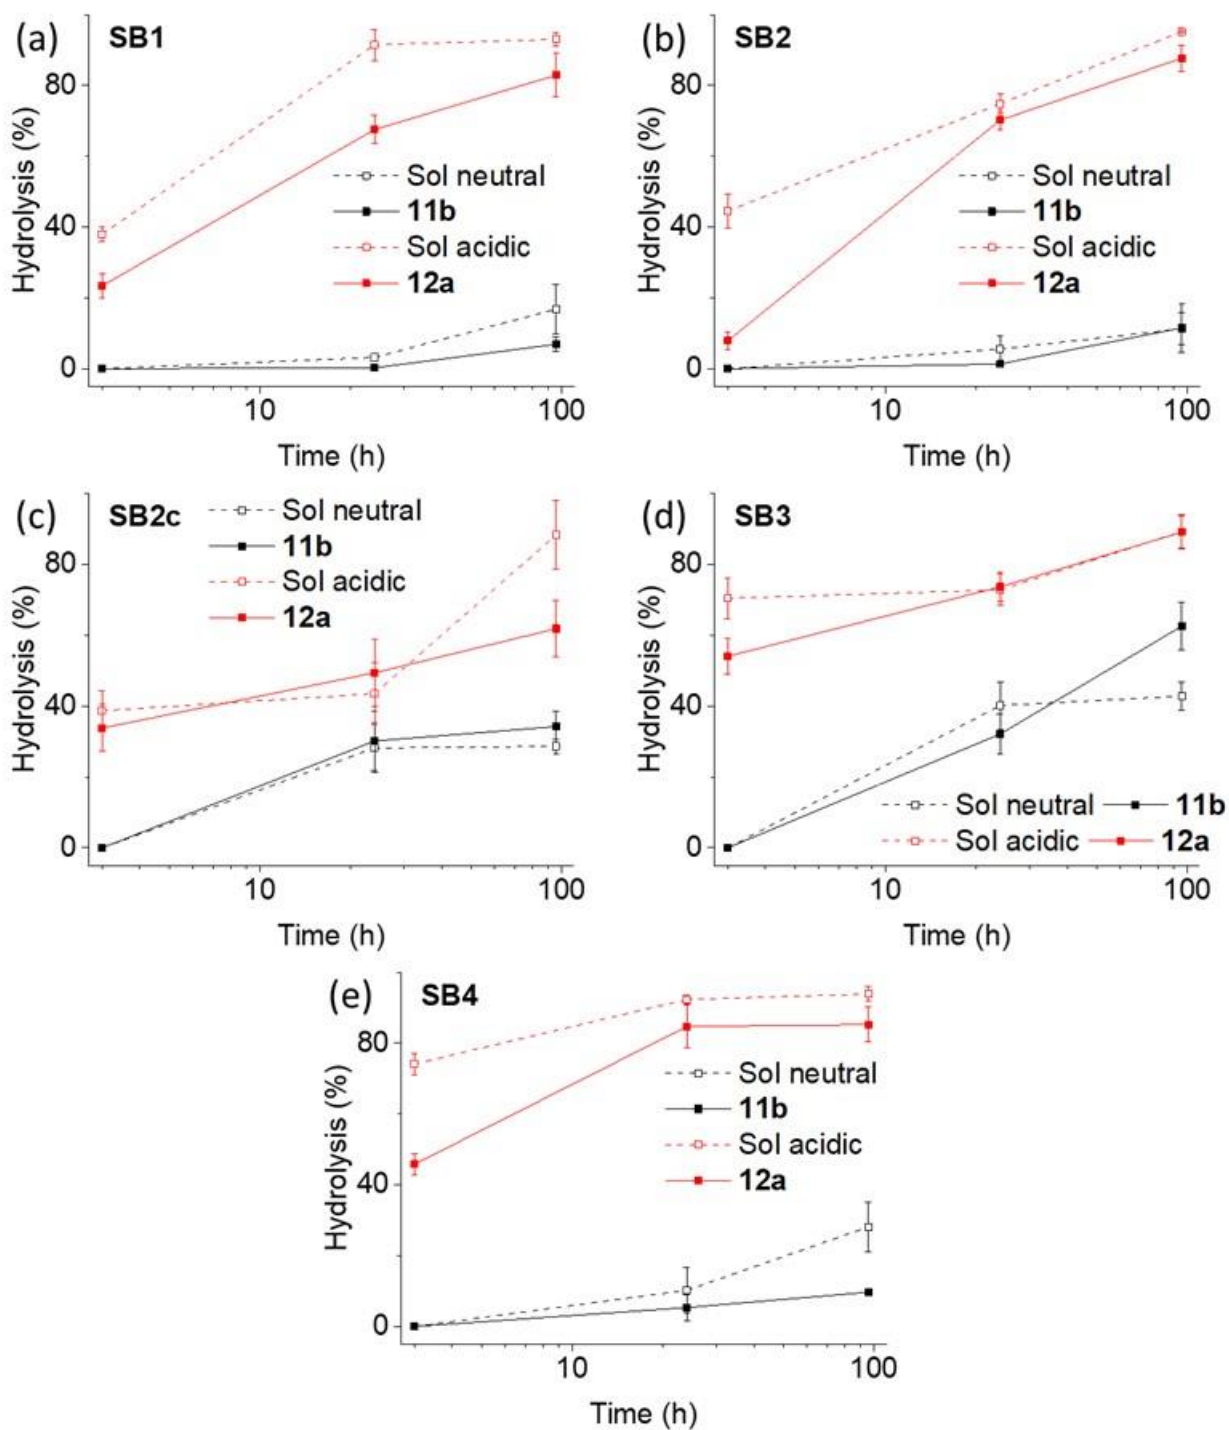 (a) SB1
Hydrolysis (%)
80
40
0
Sol neutral
11b
Sol acidic
12a
10 100
Time (h)
(b) SB2
Hydrolysis (%)
80
40
0
Sol neutral
11b
Sol acidic
12a
10 100
Time (h)
(c) SB2c
Hydrolysis (%)
80
40
0
Sol neutral
11b
Sol acidic
12a
10 100
Time (h)
(d) SB3
Hydrolysis (%)
80
40
0
Sol neutral 11b
Sol acidic 12a
10 100
Time (h)
(e) SB4
Hydrolysis (%)
80
40
0
Sol neutral
11b
Sol acidic
12a
10 100
Time (h)